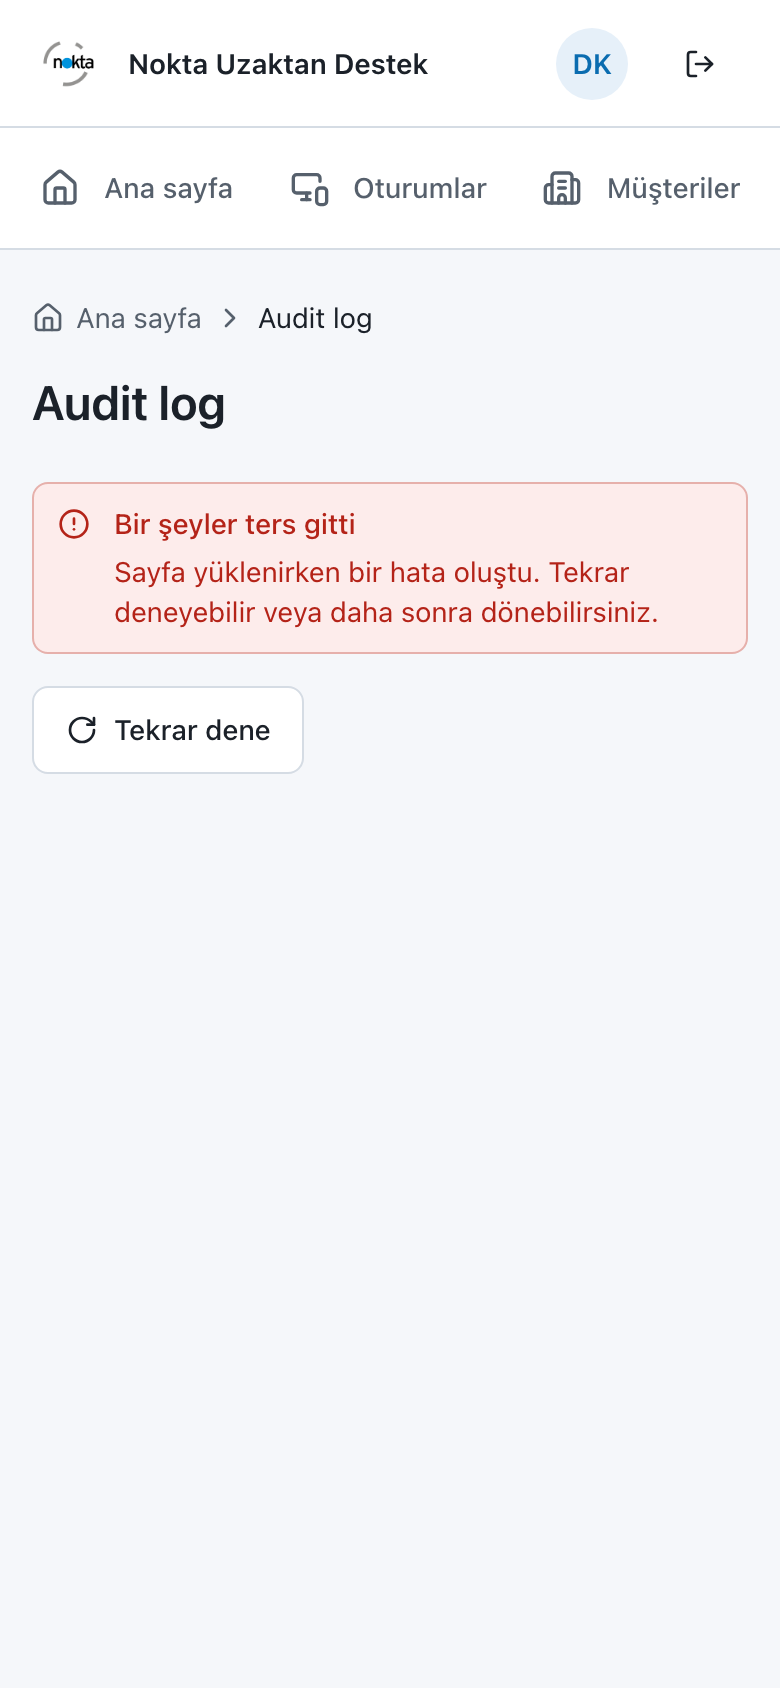 nokta
Nokta Uzaktan Destek
DK
Ana sayfa
Oturumlar
Müşteriler
Ana sayfa
Audit log
Audit log
Bir şeyler ters gitti
Sayfa yüklenirken bir hata oluştu. Tekrar
deneyebilir veya daha sonra dönebilirsiniz.
Tekrar dene